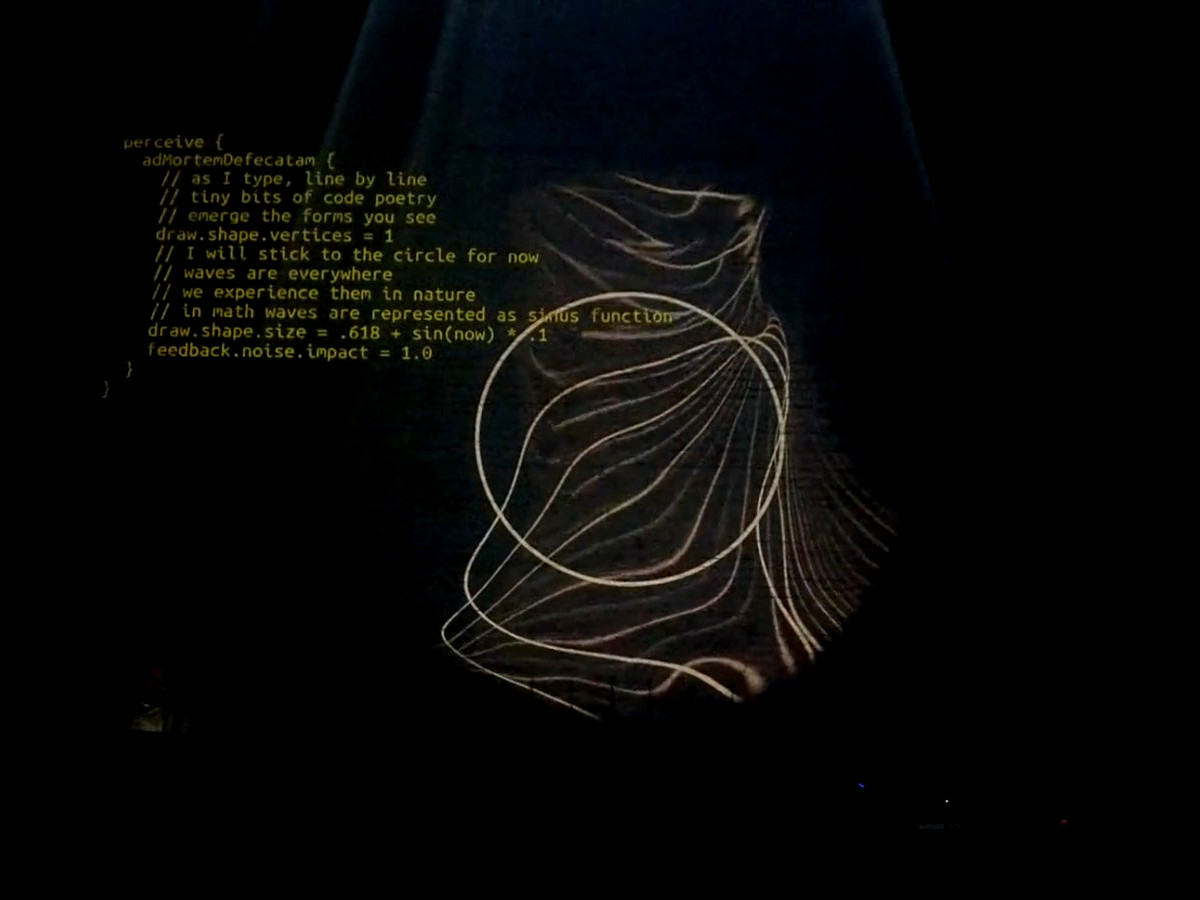 perceive {
adMortemDefecatam {
// as I type, line by line
// tiny bits of code poetry
// emerge the forms you see
draw.shape.vertices = 1
// I will stick to the circle for now
// waves are everywhere
// we experience them in nature
// in math waves are represented as sinus function
draw.shape.size = .618 + sin(now) * .1
feedback.noise.impact = 1.0
}
}